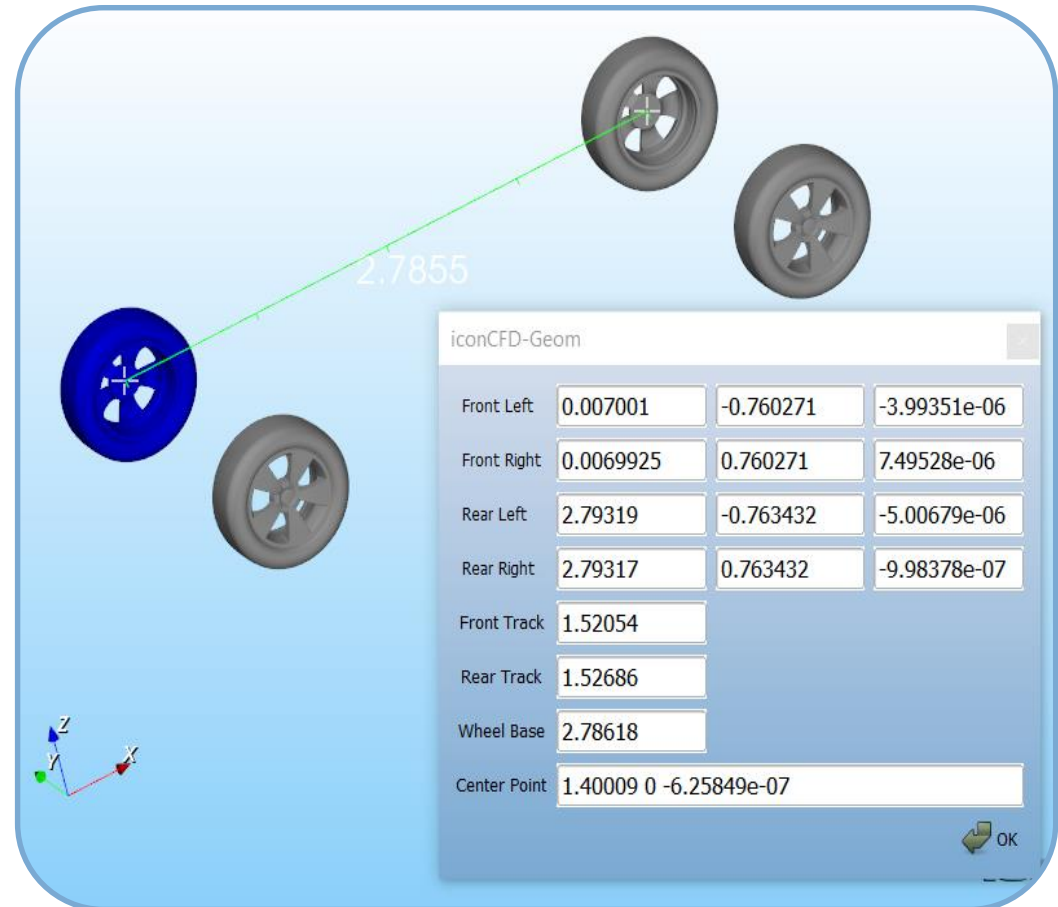 2.7855
iconCFD-Geom
Front Left 0.007001 -0.760271 -3.99351e-06
Front Right 0.0069925 0.760271 7.49528e-06
Rear Left 2.79319 -0.763432 -5.00679e-06
Rear Right 2.79317 0.763432 -9.98378e-07
Front Track 1.52054
Rear Track 1.52686
Wheel Base 2.78618
Center Point 1.40009 0 -6.25849e-07
OK
Z
Y X